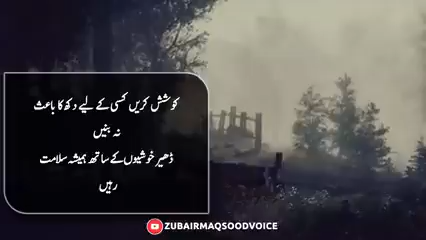 کوشش کریں کسی کے لیے دکھ کا باعث
نہ بنیں
ڈھیر خوشیوں کے ساتھ ہمیشہ سلامت
رہیں
ZUBAIRMAQSOODVOICE